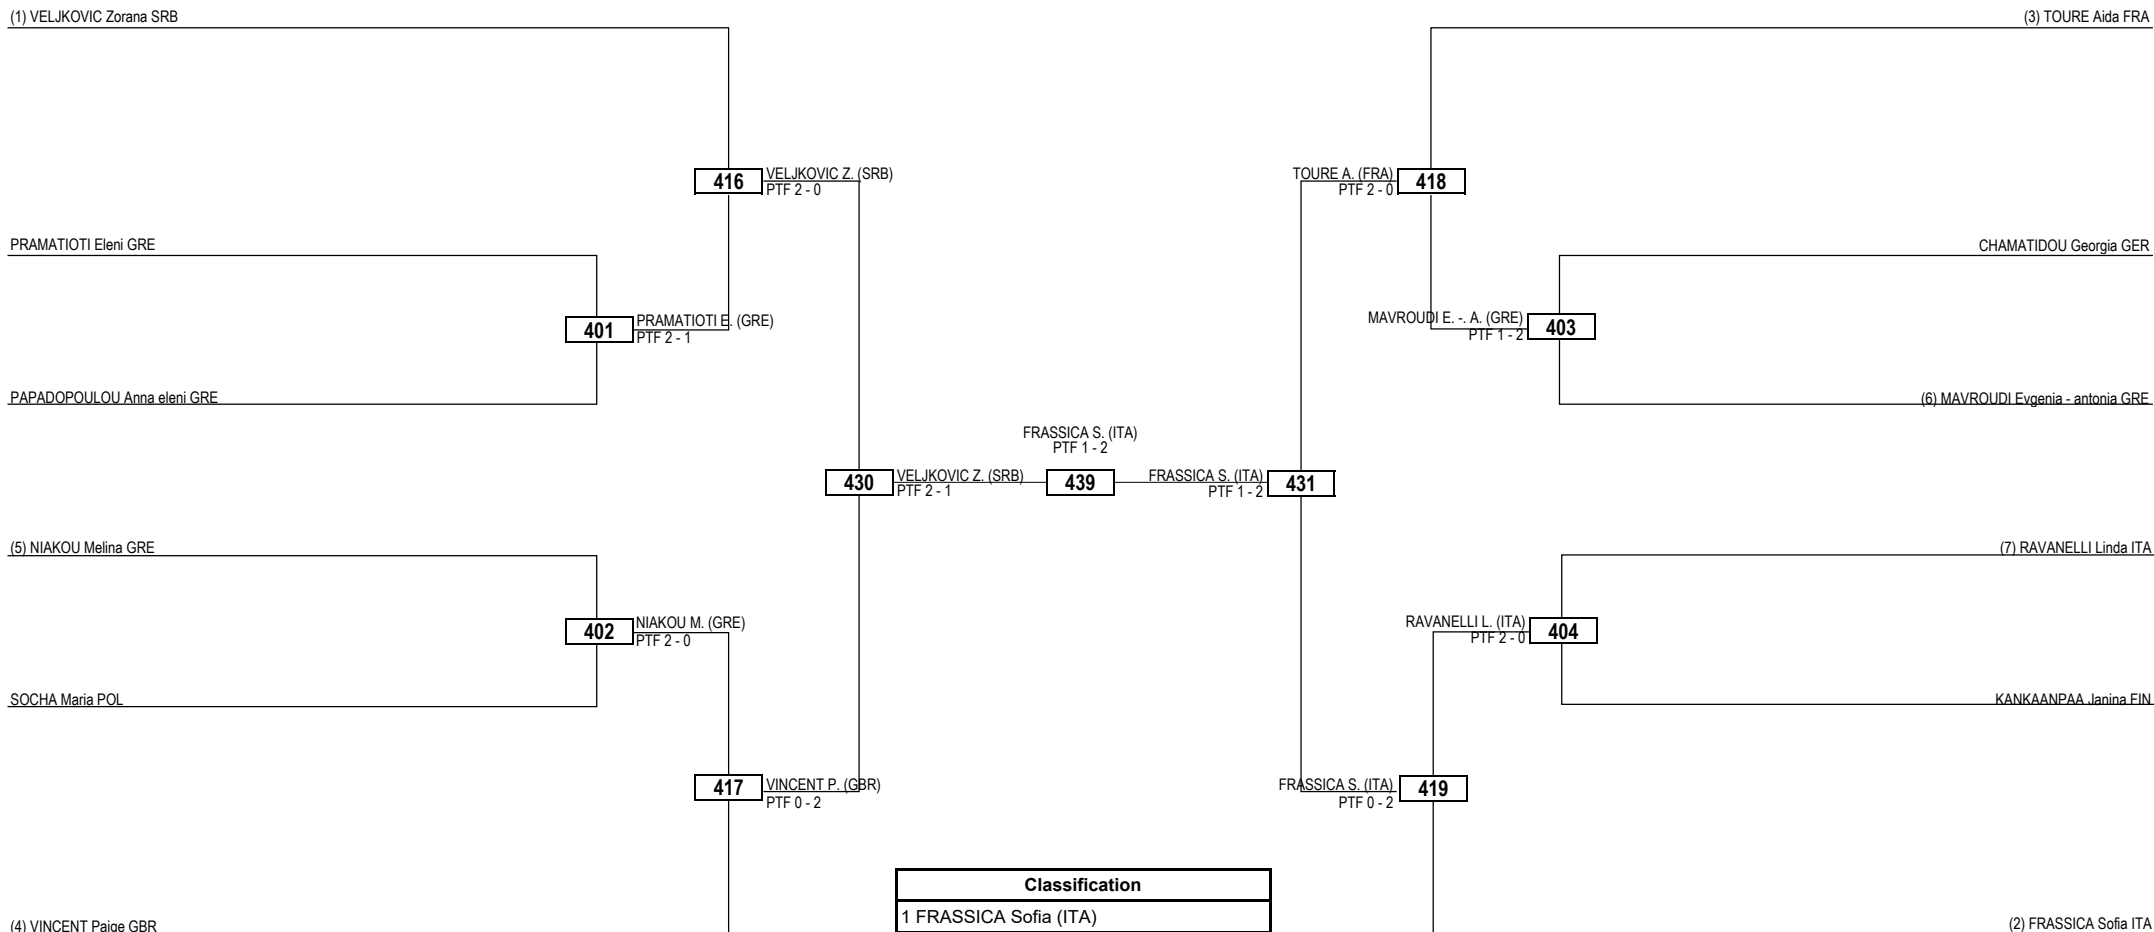 (1) VELJKOVIC Zorana SRB
(3) TOURE Aida FRA
416
VELJKOVIC Z. (SRB)
PTF 2 - 0
TOURE A. (FRA)
PTF 2 - 0
418
PRAMATIOTI Eleni GRE
CHAMATIDOU Georgia GER
401
PRAMATIOTI E. (GRE)
PTF 2 - 1
MAVROUDI E. -. A. (GRE)
PTF 1 - 2
403
PAPADOPOULOU Anna eleni GRE
(6) MAVROUDI Evgenia - antonia GRE
FRASSICA S. (ITA)
PTF 1 - 2
430
VELJKOVIC Z. (SRB)
PTF 2 - 1
439
FRASSICA S. (ITA)
PTF 1 - 2
431
(5) NIAKOU Melina GRE
(7) RAVANELLI Linda ITA
402
NIAKOU M. (GRE)
PTF 2 - 0
RAVANELLI L. (ITA)
PTF 2 - 0
404
SOCHA Maria POL
KANKAANPAA Janina FIN
417
VINCENT P. (GBR)
PTF 0 - 2
FRASSICA S. (ITA)
PTF 0 - 2
419
Classification
1 FRASSICA Sofia (ITA)
(4) VINCENT Paige GBR
(2) FRASSICA Sofia ITA